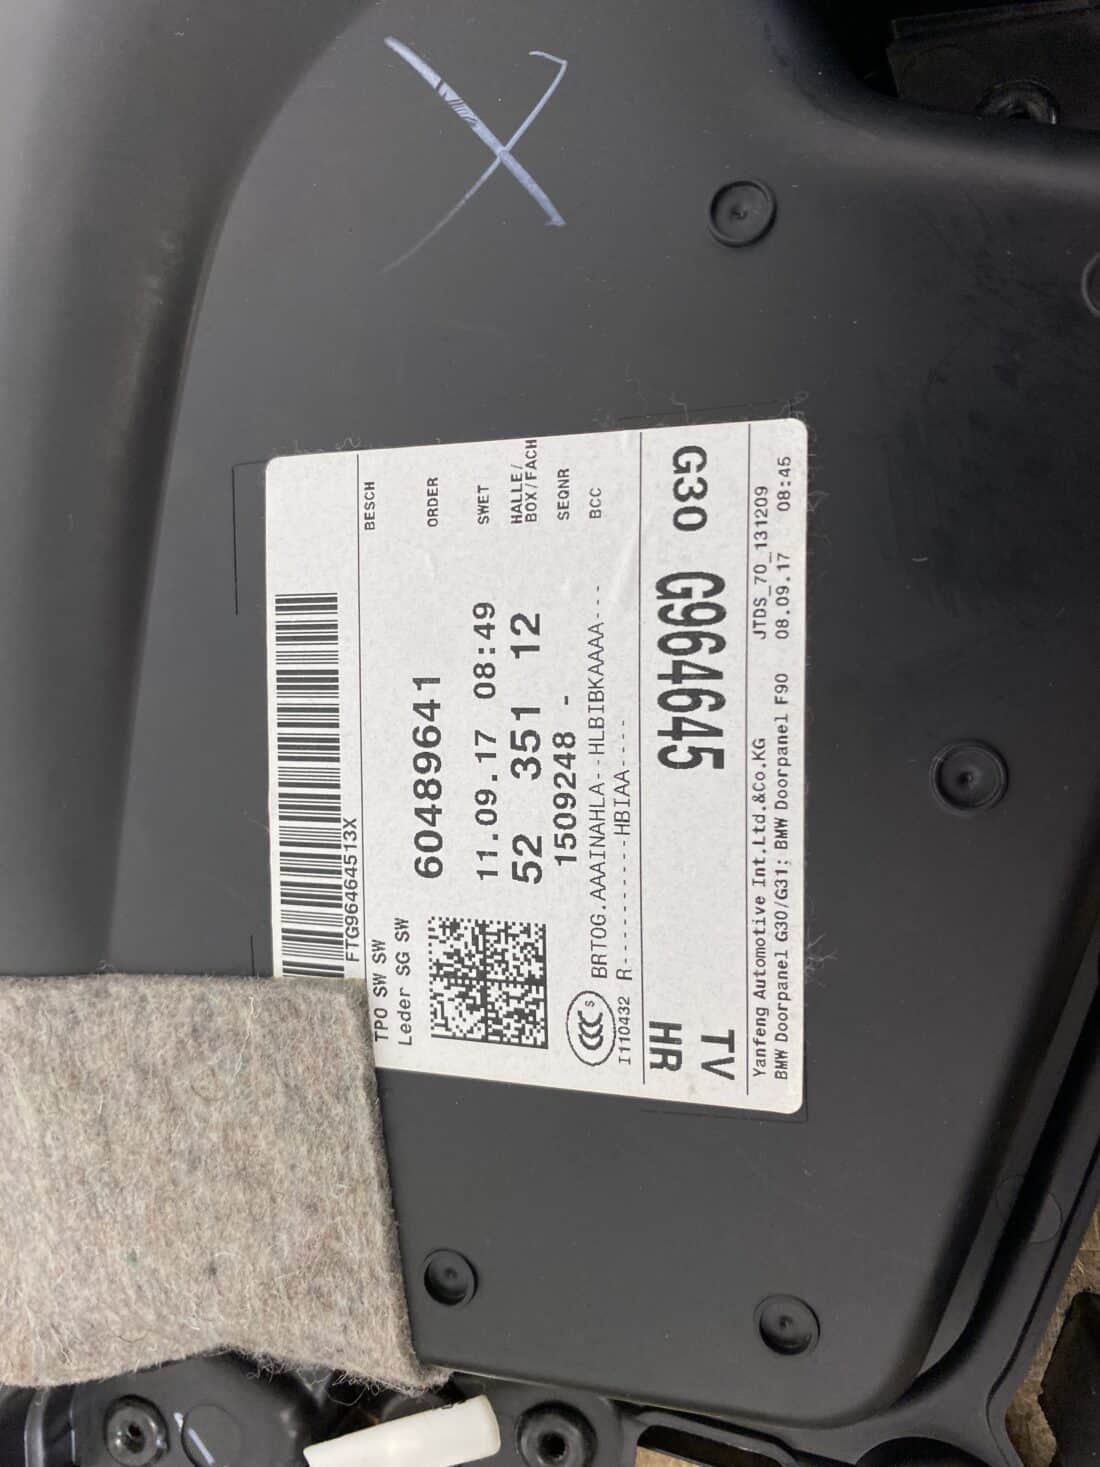 FTG96464513X
TPO SW SW
BESCH
Leder SG SW
60489641 ORDER
11.09.17 08:49 SWET
52 351 12 HALLE/
BOX/FACH
1509248 - SEQNR
BRTOG.AAAINAHLA--HLBIBKAAAA--- BCC
CCC S
I110432 R----------HBIAA----
HR G964645 G30
TV
Yanfeng Automotive Int.Ltd.&Co.KG JTDS_70_131209
BMW Doorpanel G30/G31; BMW Doorpanel F90 08.09.17 08:45